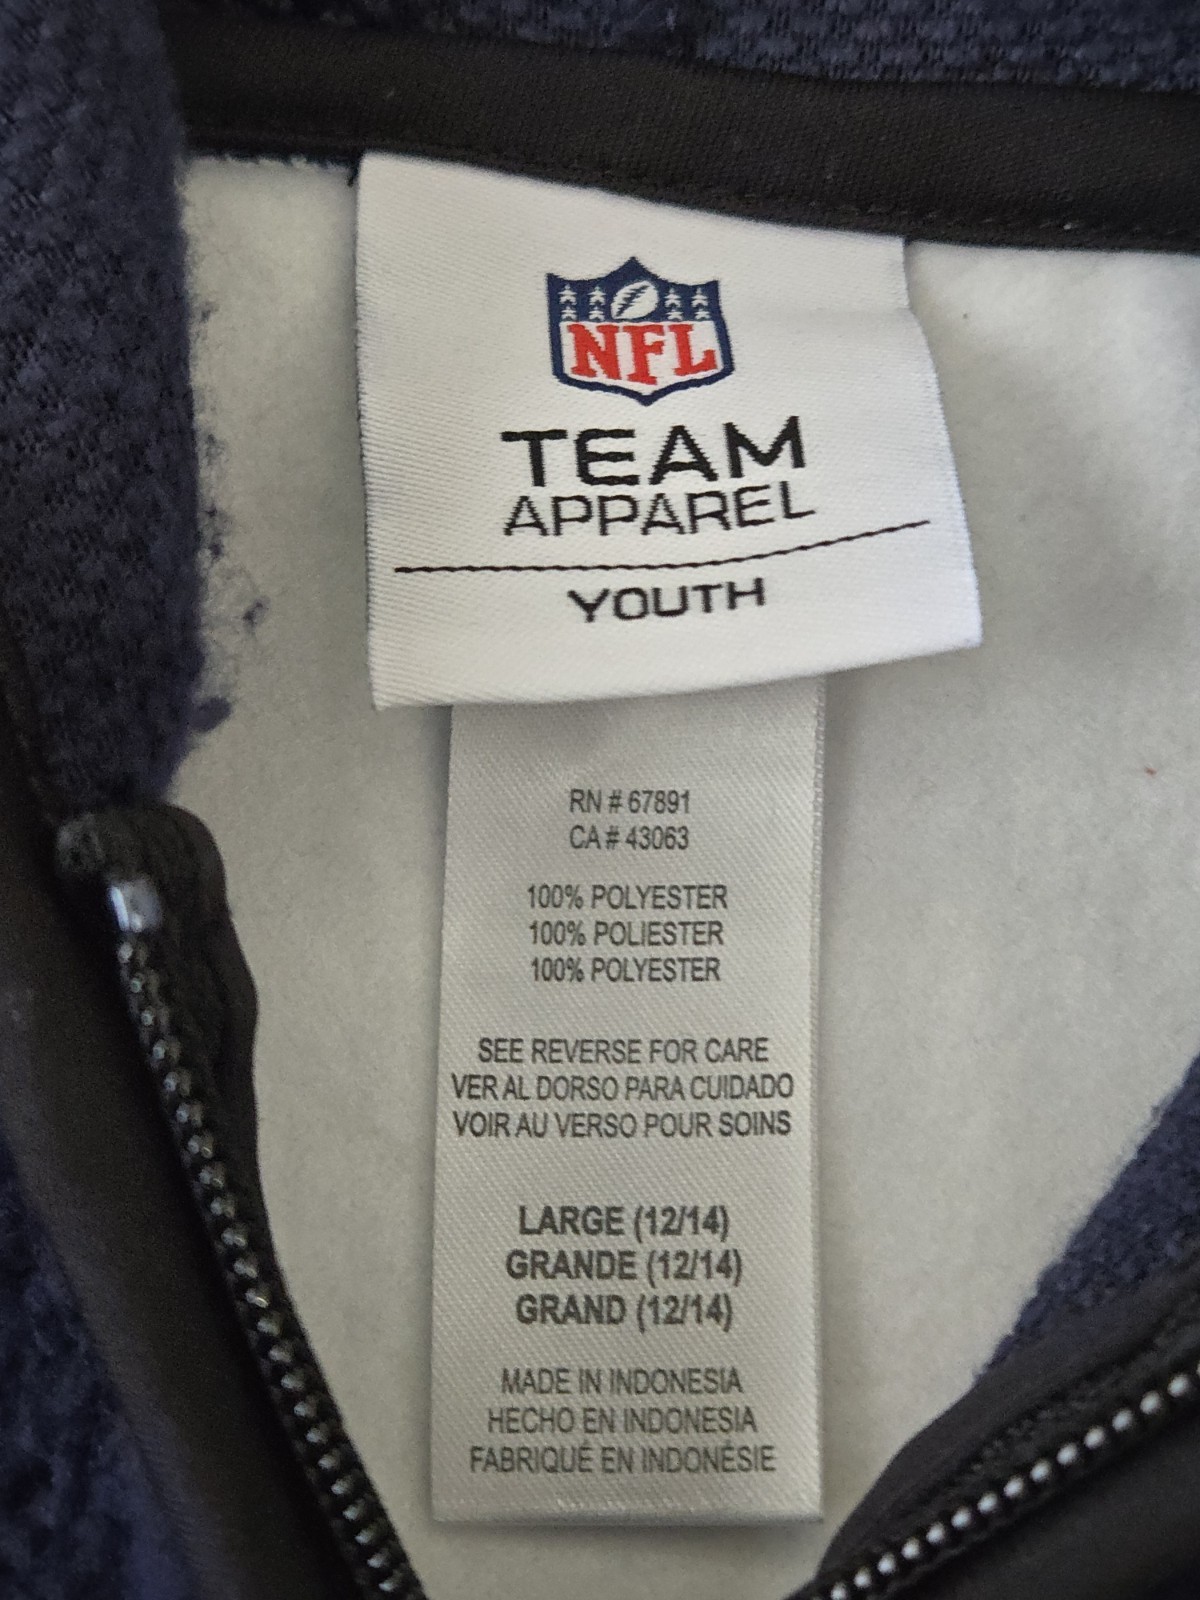 NFL
TEAM
APPAREL
YOUTH
RN # 67891
CA # 43063
100% POLYESTER
100% POLIESTER
100% POLYESTER
SEE REVERSE FOR CARE
VER AL DORSO PARA CUIDADO
VOIR AU VERSO POUR SOINS
LARGE (12/14)
GRANDE (12/14)
GRAND (12/14)
MADE IN INDONESIA
HECHO EN INDONESIA
FABRIQUÉ EN INDONÉSIE